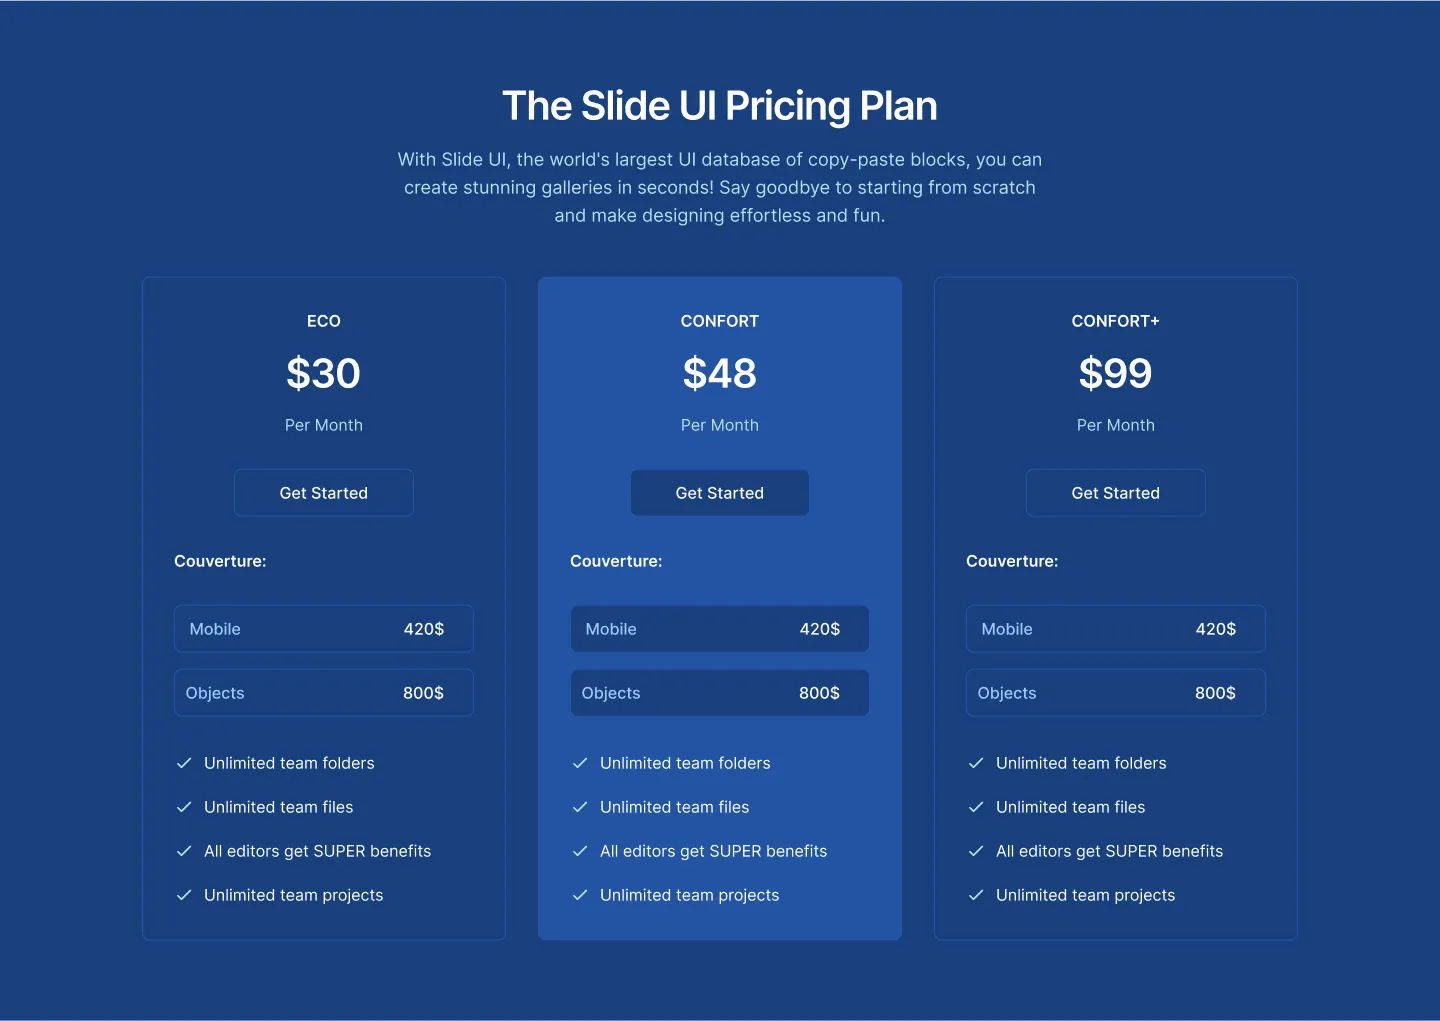 The Slide UI Pricing Plan
With Slide UI, the world's largest UI database of copy-paste blocks, you can
create stunning galleries in seconds! Say goodbye to starting from scratch
and make designing effortless and fun.
ECO
$30
Per Month
Get Started
Couverture:
Mobile 420$
Objects 800$
Unlimited team folders
Unlimited team files
All editors get SUPER benefits
Unlimited team projects
CONFORT
$48
Per Month
Get Started
Couverture:
Mobile 420$
Objects 800$
Unlimited team folders
Unlimited team files
All editors get SUPER benefits
Unlimited team projects
CONFORT+
$99
Per Month
Get Started
Couverture:
Mobile 420$
Objects 800$
Unlimited team folders
Unlimited team files
All editors get SUPER benefits
Unlimited team projects